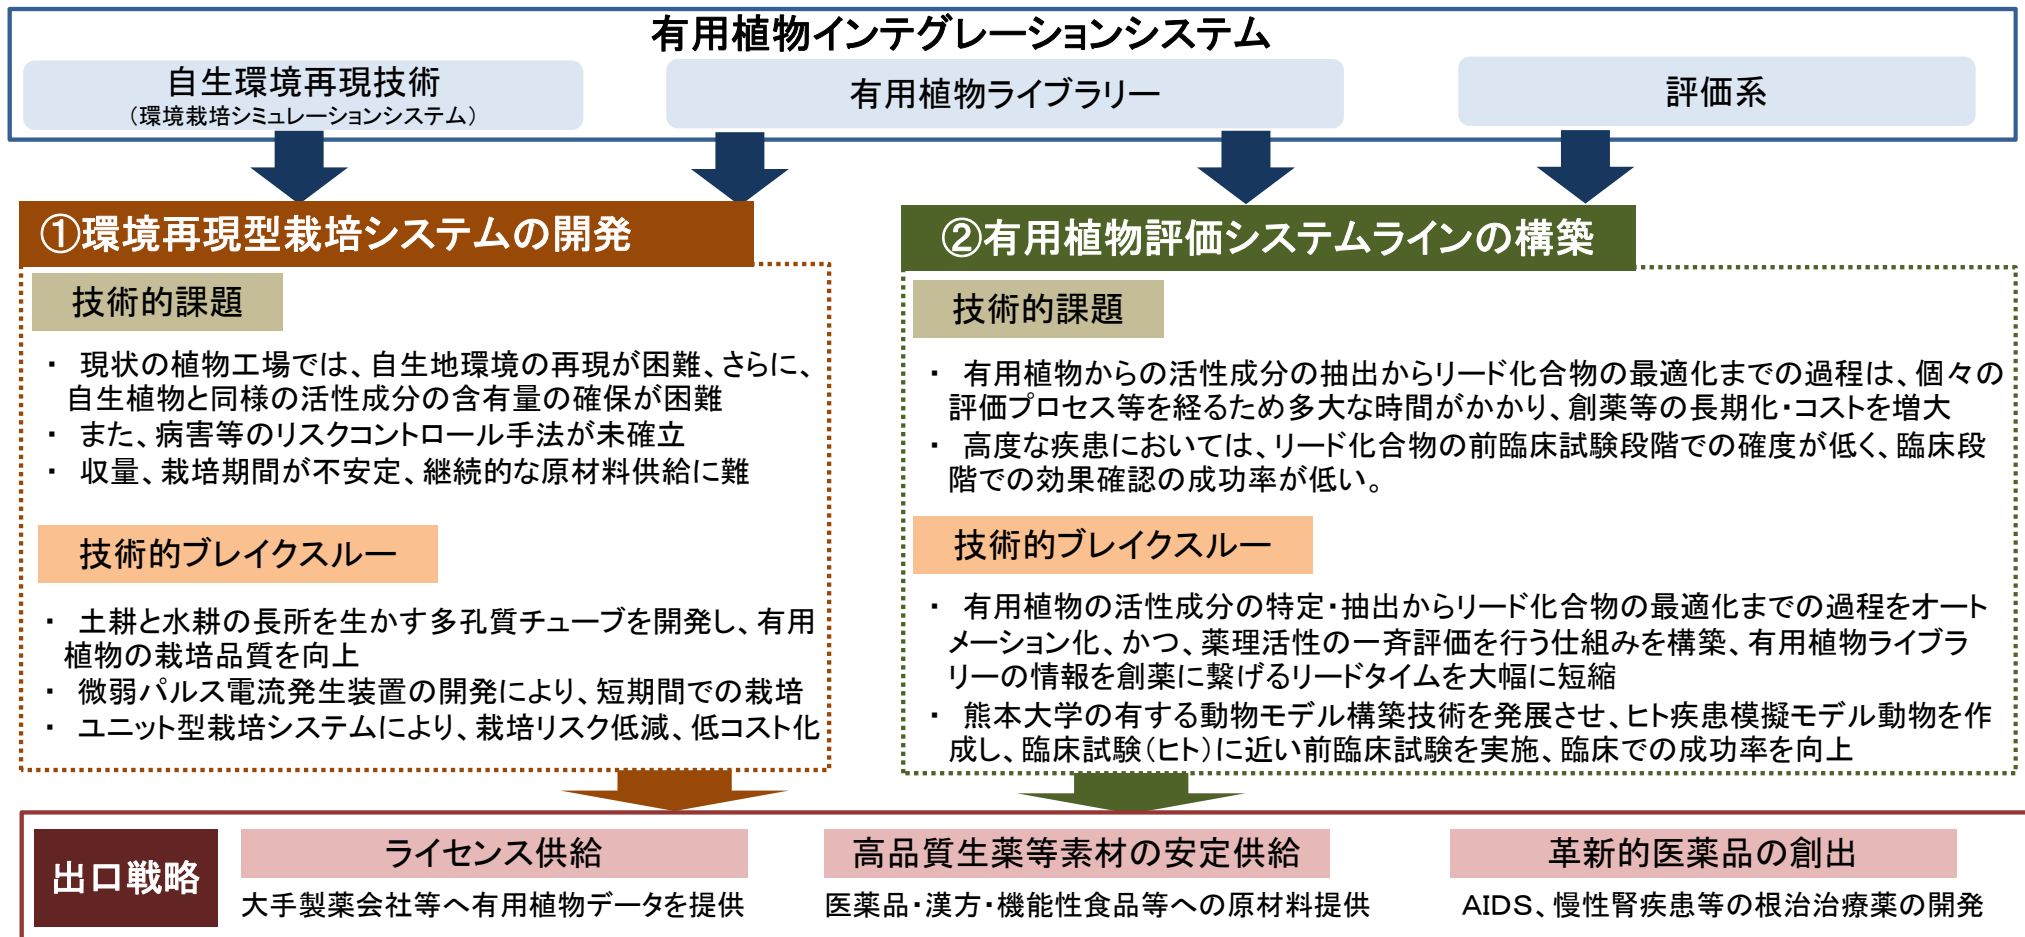 有用植物インテグレーションシステム
自生環境再現技術
（環境栽培シミュレーションシステム）
有用植物ライブラリー
評価系
①環境再現型栽培システムの開発
技術的課題
・ 現状の植物工場では、自生地環境の再現が困難、さらに、
自生植物と同様の活性成分の含有量の確保が困難
・ また、病害等のリスクコントロール手法が未確立
・ 収量、栽培期間が不安定、継続的な原材料供給に難
技術的ブレイクスルー
・ 土耕と水耕の長所を生かす多孔質チューブを開発し、有用
植物の栽培品質を向上
・ 微弱パルス電流発生装置の開発により、短期間での栽培
・ ユニット型栽培システムにより、栽培リスク低減、低コスト化
②有用植物評価システムラインの構築
技術的課題
・ 有用植物からの活性成分の抽出からリード化合物の最適化までの過程は、個々の
評価プロセス等を経るため多大な時間がかかり、創薬等の長期化・コストを増大
・ 高度な疾患においては、リード化合物の前臨床試験段階での確度が低く、臨床段
階での効果確認の成功率が低い。
技術的ブレイクスルー
・ 有用植物の活性成分の特定・抽出からリード化合物の最適化までの過程をオート
メーション化、かつ、薬理活性の一斉評価を行う仕組みを構築、有用植物ライブラ
リーの情報を創薬に繋げるリードタイムを大幅に短縮
・ 熊本大学の有する動物モデル構築技術を発展させ、ヒト疾患模擬モデル動物を作
成し、臨床試験（ヒト）に近い前臨床試験を実施、臨床での成功率を向上
出口戦略
ライセンス供給
大手製薬会社等へ有用植物データを提供
高品質生薬等素材の安定供給
医薬品・漢方・機能性食品等への原材料提供
革新的医薬品の創出
AIDS、慢性腎疾患等の根治治療薬の開発